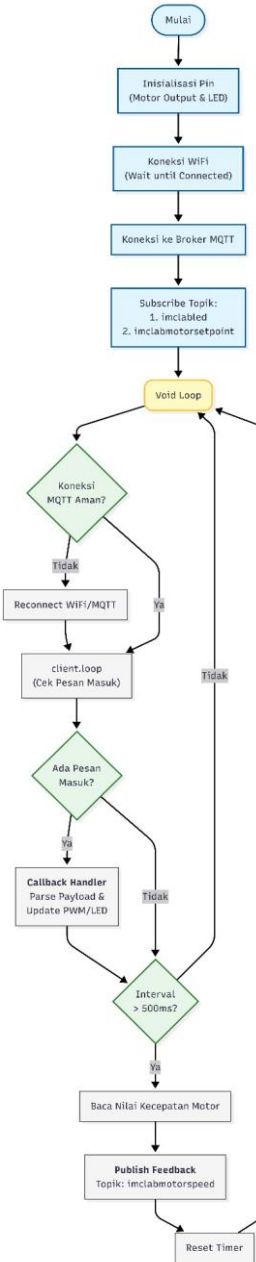 Mulai
Inisialisasi Pin
(Motor Output & LED)
Koneksi WiFi
(Wait until Connected)
Koneksi ke Broker MQTT
Subscribe Topik:
1. imclabled
2. imclabmotorsetpoint
Void Loop
Koneksi
MQTT Aman?
Tidak
Ya
Reconnect WiFi/MQTT
client.loop
(Cek Pesan Masuk)
Tidak
Ada Pesan
Masuk?
Ya
Tidak
Callback Handler
Parse Payload &
Update PWM/LED
Interval
> 500ms?
Ya
Baca Nilai Kecepatan Motor
Publish Feedback
Topik: imclabmotorspeed
Reset Timer